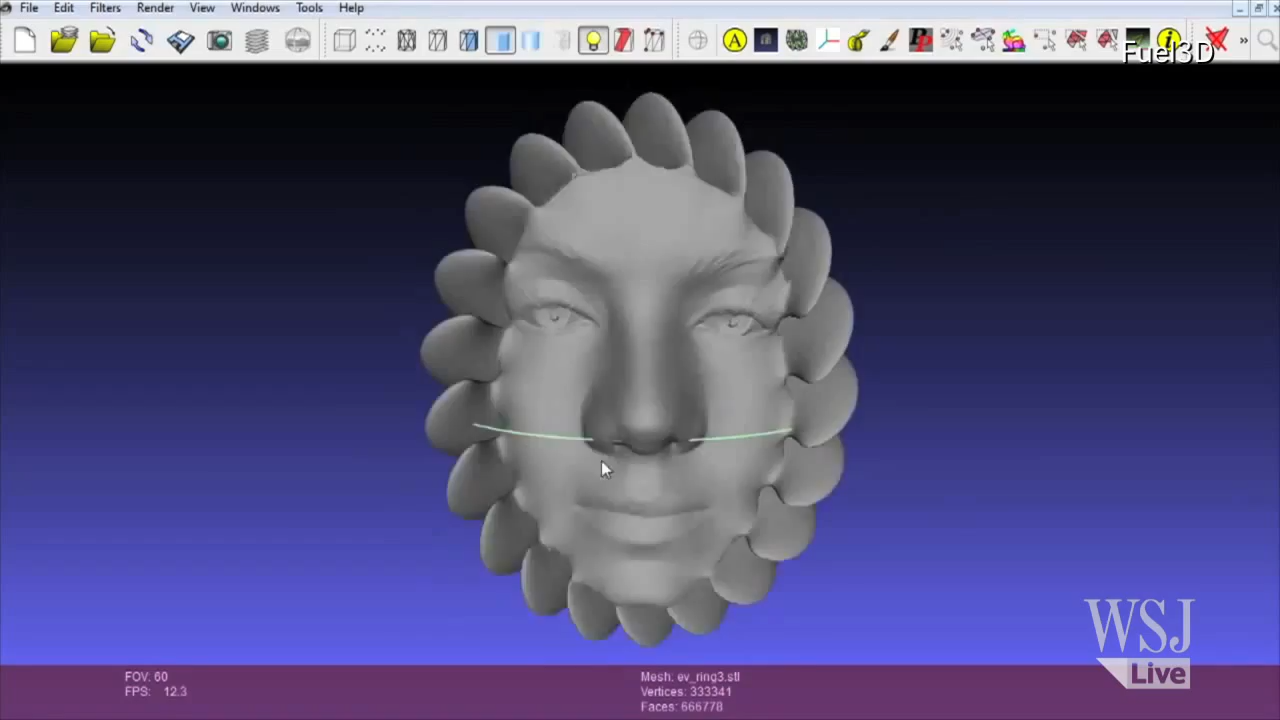 File Edit Filters Render View Windows Tools Help
A
i
»
Fuel3D
WSJ
Live
FOV: 60
FPS: 12.3
Mesh: ev_ring3.stl
Vertices: 333341
Faces: 666778